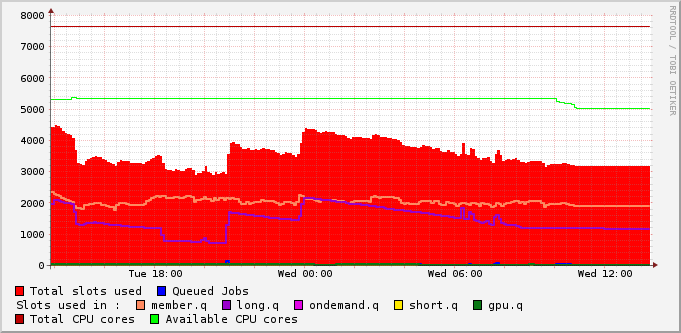 8000
7000
6000
5000
4000
3000
2000
1000
0
Tue 18:00 Wed 00:00 Wed 06:00 Wed 12:00
RRDTOOL / TOBI OETIKER
Total slots used Queued Jobs
Slots used in : member.q long.q ondemand.q short.q gpu.q
Total CPU cores Available CPU cores